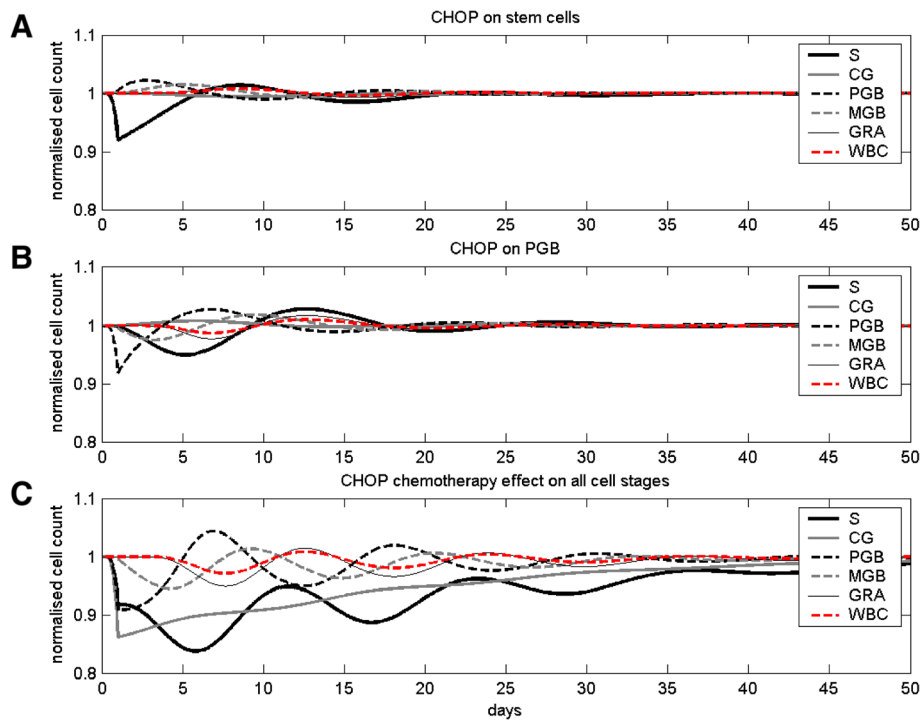 A
CHOP on stem cells
normalised cell count
1.1
1
0.9
0.8
0 5 10 15 20 25 30 35 40 45 50
S
CG
PGB
MGB
GRA
WBC
B
CHOP on PGB
normalised cell count
1.1
1
0.9
0.8
0 5 10 15 20 25 30 35 40 45 50
S
CG
PGB
MGB
GRA
WBC
C
CHOP chemotherapy effect on all cell stages
normalised cell count
1.1
1
0.9
0.8
0 5 10 15 20 25 30 35 40 45 50
days
S
CG
PGB
MGB
GRA
WBC